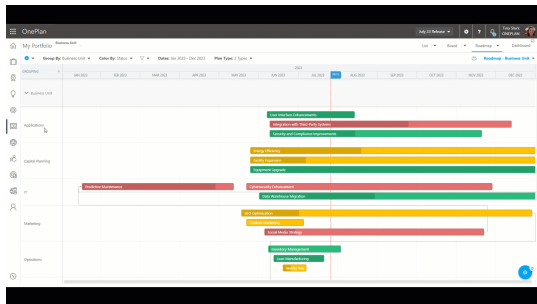 OnePlan
July 23 Release
?
ONEPLAN
My Portfolio
Business Unit
List
Board
Roadmap
Dashboard
Group By: Business Unit
Color By: Status
Dates: Jan 2023 - Dec 2023
Plan Type: 3 Types
Roadmap - Business Unit
2023
JAN 2023
FEB 2023
MAR 2023
APR 2023
MAY 2023
JUN 2023
JUL 2023
AUG 2023
SEP 2023
OCT 2023
NOV 2023
DEC 2023
Business Unit
Applications
User Interface Enhancements
Integration with Third-Party Systems
Security and Compliance Improvements
Capital Planning
Energy Efficiency
Facility Expansion
Equipment Upgrade
IT
Predictive Maintenance
Cybersecurity Enhancement
Data Warehouse Migration
Marketing
SEO Optimization
Content Marketing
Social Media Strategy
Operations
Inventory Management
Lean Manufacturing